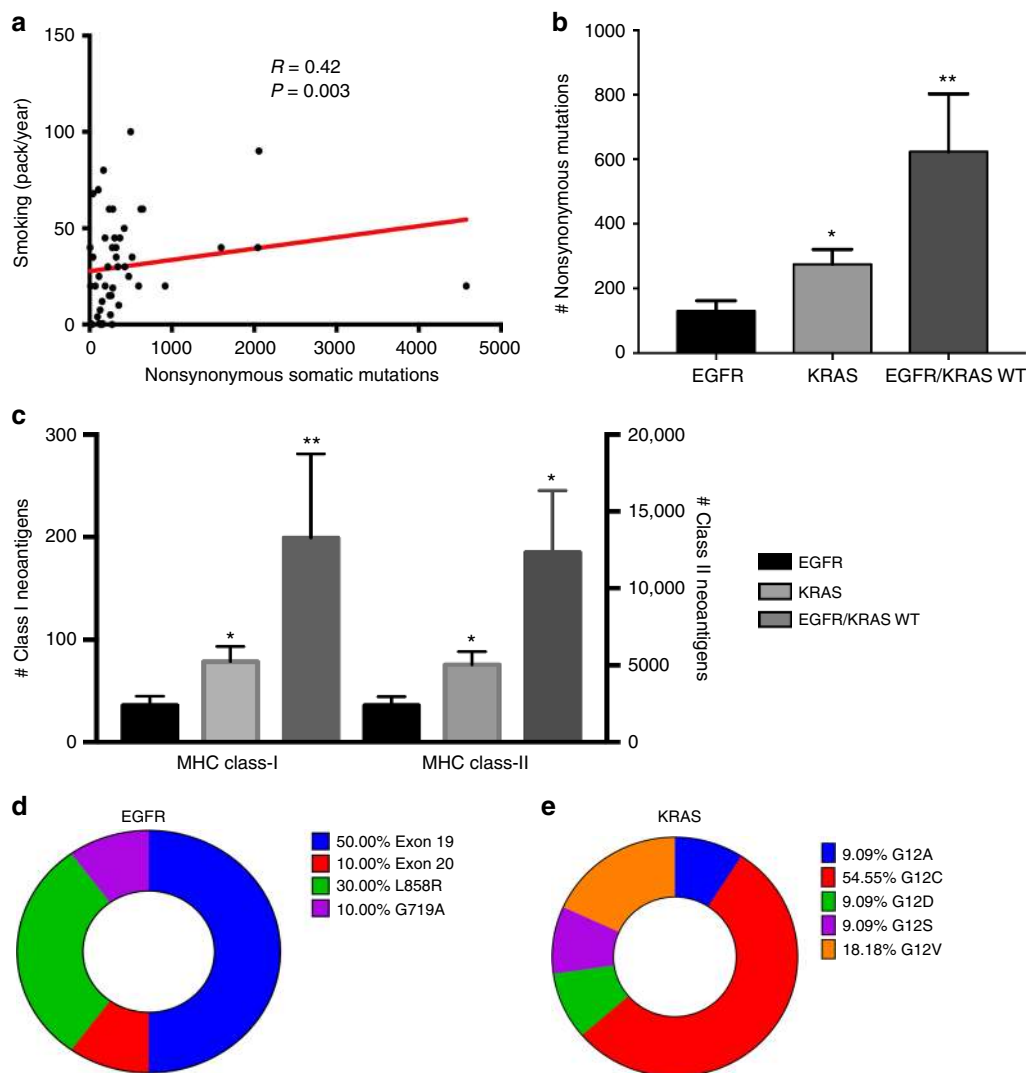 a
150
100
50
0
Smoking (pack/year)
R = 0.42
P = 0.003
0 1000 2000 3000 4000 5000
Nonsynonymous somatic mutations
b
1000
800
600
400
200
0
# Nonsynonymous mutations
*
**
EGFR KRAS EGFR/KRAS WT
c
300
200
100
0
# Class I neoantigens
*
**
*
*
20,000
15,000
10,000
5000
0
# Class II neoantigens
MHC class-I MHC class-II
EGFR
KRAS
EGFR/KRAS WT
d
EGFR
50.00% Exon 19
10.00% Exon 20
30.00% L858R
10.00% G719A
e
KRAS
9.09% G12A
54.55% G12C
9.09% G12D
9.09% G12S
18.18% G12V